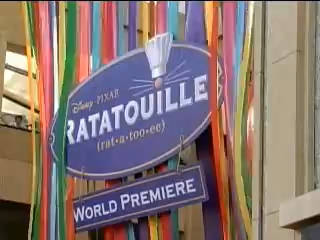 Disney · PIXAR
RATATOUILLE
(rat•a•too•ee)
WORLD PREMIERE